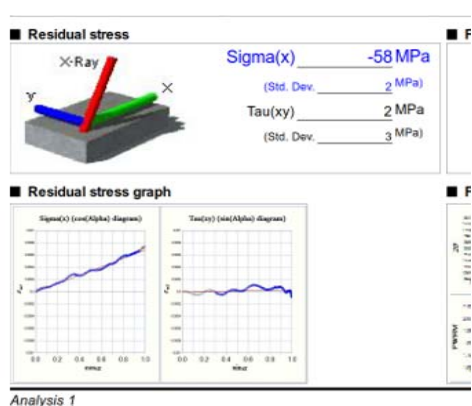 ■ Residual stress
■ F
X-Ray
X
y
Sigma(x) -58 MPa
(Std. Dev. 2 MPa)
Tau(xy) 2 MPa
(Std. Dev. 3 MPa)
■ Residual stress graph
■ F
Sigma(x) (cos(Alpha) diagram)
Tau(xy) (sin(Alpha) diagram)
0.0 0.2 0.4 0.6 0.8 1.0
0.0 0.2 0.4 0.6 0.8 1.0
Analysis 1